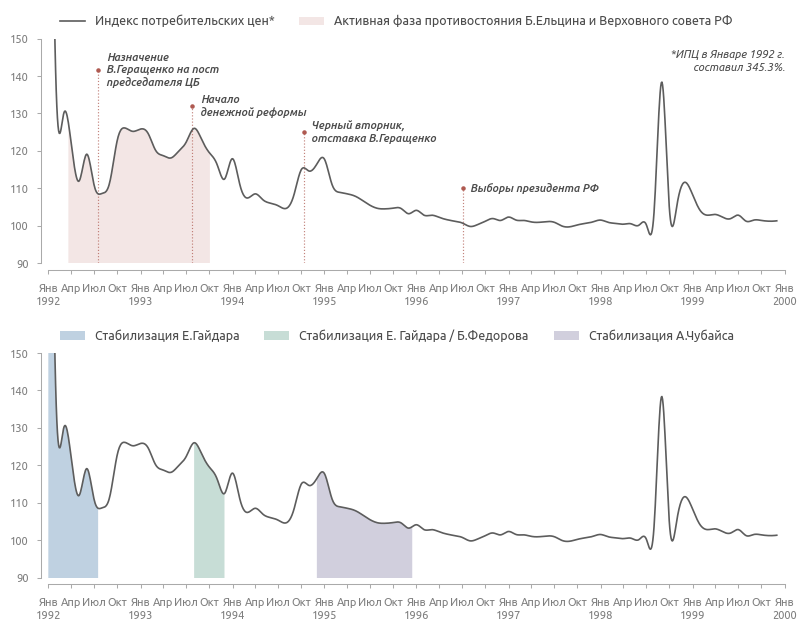 Индекс потребительских цен*   Активная фаза противостояния Б.Ельцина и Верховного совета РФ
150
Назначение
В.Геращенко на пост
председателя ЦБ
*ИПЦ в Январе 1992 г.
составил 345.3%.
140
Начало
денежной реформы
130
Черный вторник,
отставка В.Геращенко
120
110
Выборы президента РФ
100
90
Янв Апр Июл Окт Янв Апр Июл Окт Янв Апр Июл Окт Янв Апр Июл Окт Янв Апр Июл Окт Янв Апр Июл Окт Янв Апр Июл Окт Янв Апр Июл Окт Янв
1992 1993 1994 1995 1996 1997 1998 1999 2000
Стабилизация Е.Гайдара   Стабилизация Е. Гайдара / Б.Федорова   Стабилизация А.Чубайса
150
140
130
120
110
100
90
Янв Апр Июл Окт Янв Апр Июл Окт Янв Апр Июл Окт Янв Апр Июл Окт Янв Апр Июл Окт Янв Апр Июл Окт Янв Апр Июл Окт Янв Апр Июл Окт Янв
1992 1993 1994 1995 1996 1997 1998 1999 2000